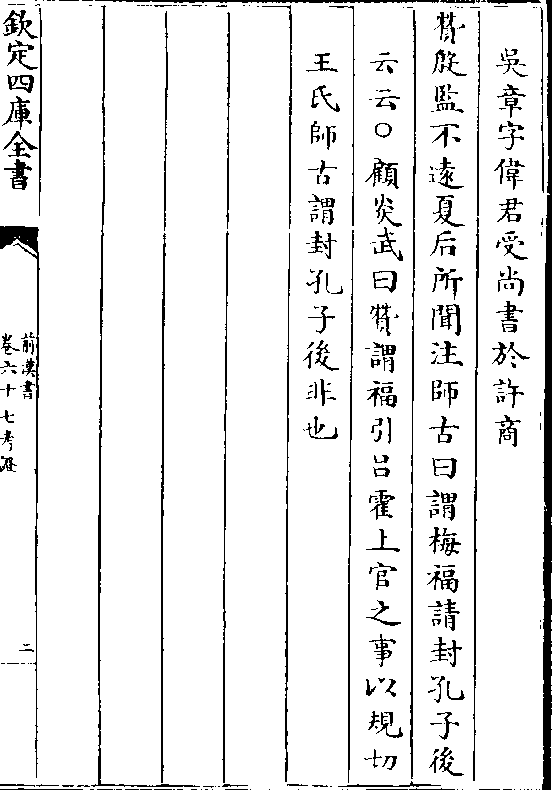 吳章字偉君受尚書於許商
贊殷監不遠夏后所聞注師古曰謂梅福請封孔子後
云云○顧炎武曰贊謂福引呂霍上官之事以規切
王氏師古謂封孔子後非也
欽定四庫全書
前漢書
卷六十七考證
二